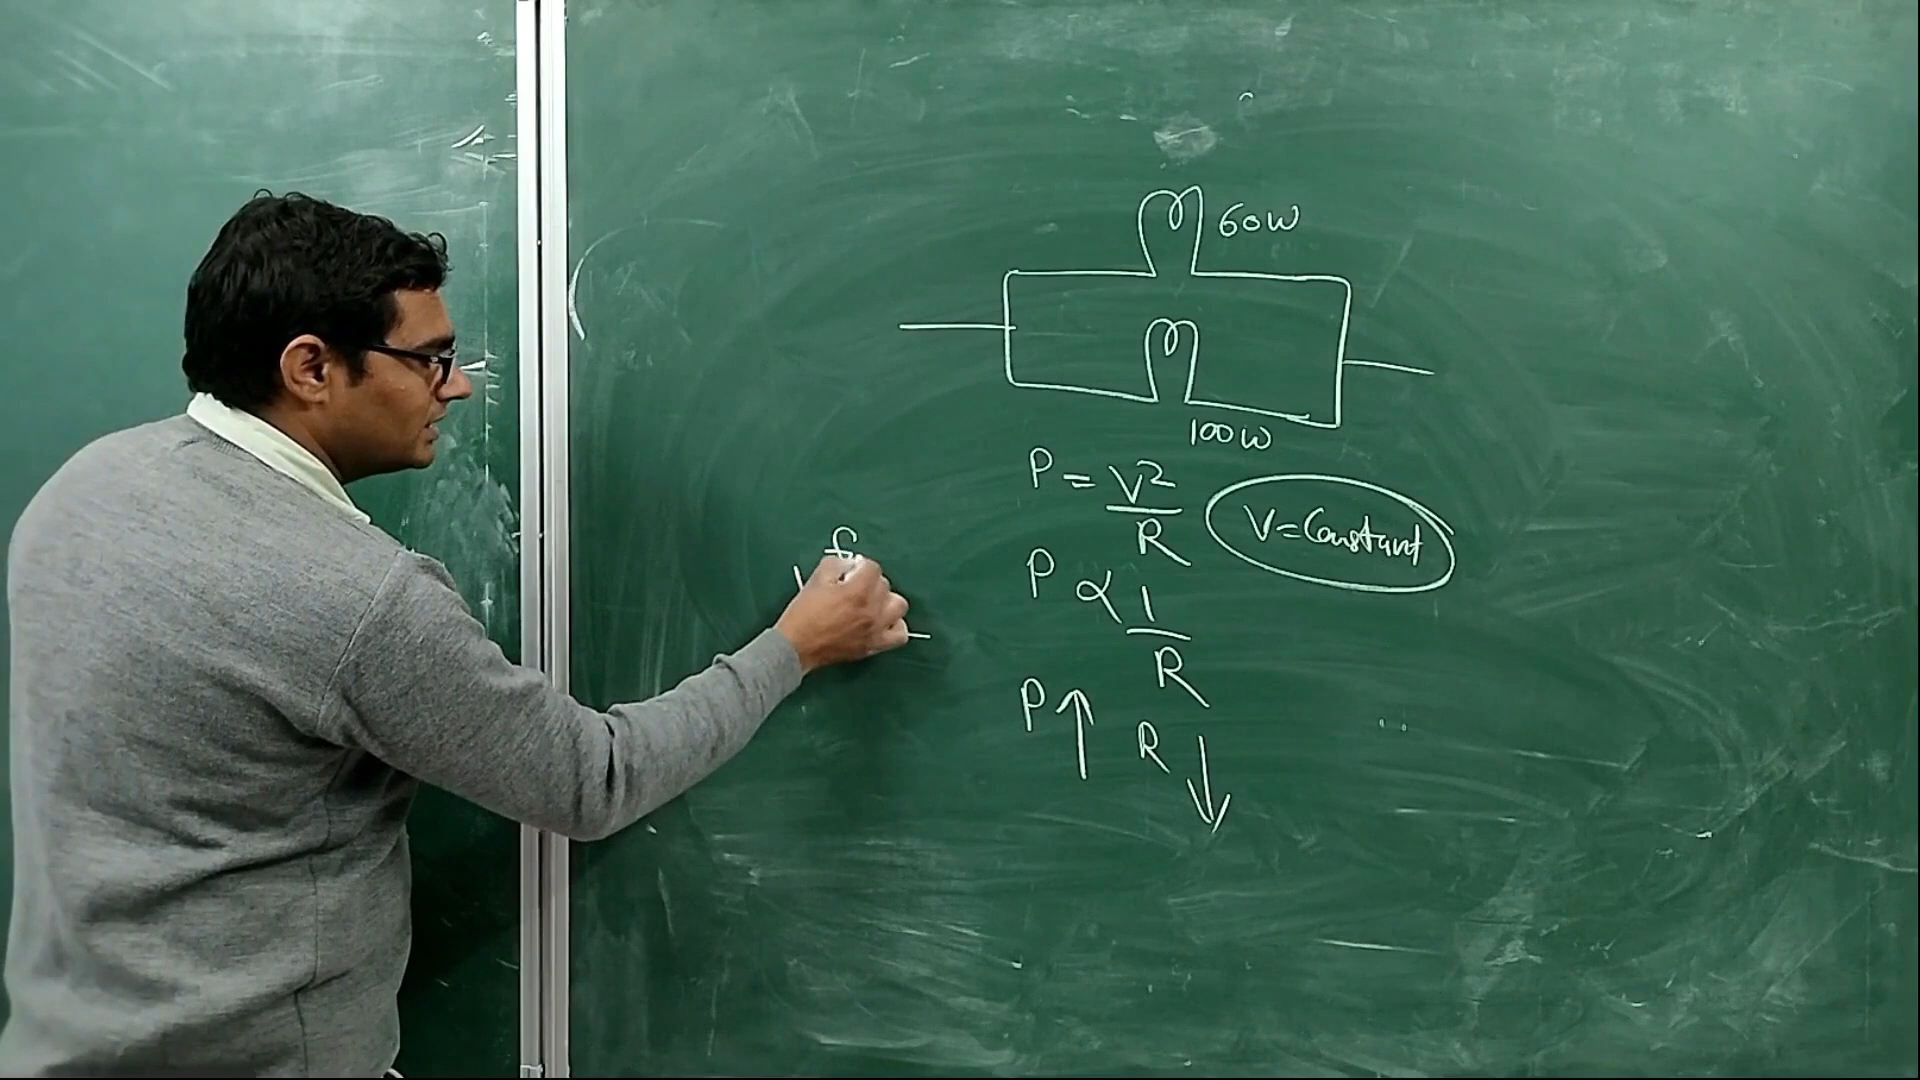 60W
100W
P = V²/R
V = Constant
P ∝ 1/R
P ↑ R ↓